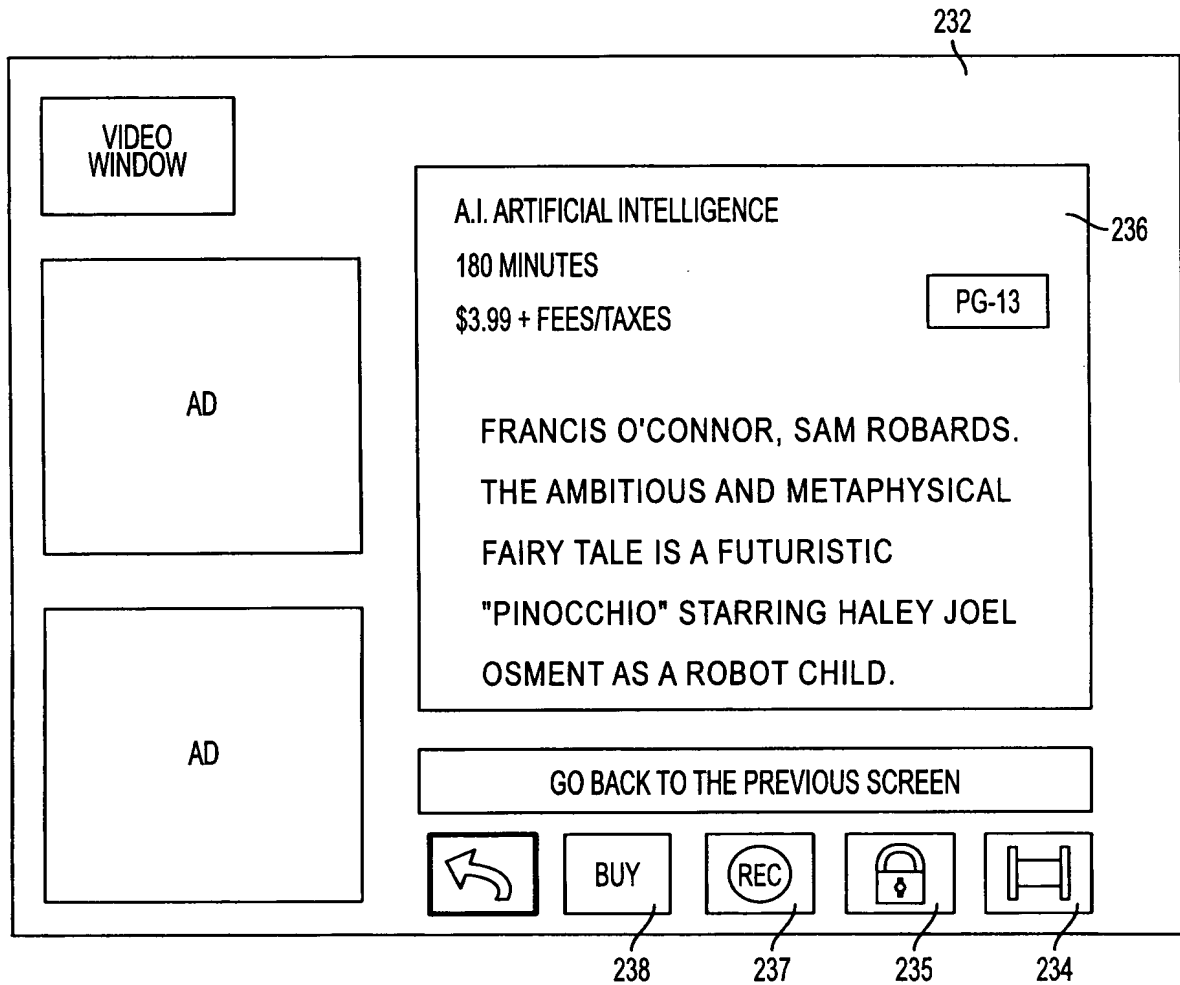 232
VIDEO
WINDOW
A.I. ARTIFICIAL INTELLIGENCE
236
180 MINUTES
PG-13
$3.99 + FEES/TAXES
AD
FRANCIS O'CONNOR, SAM ROBARDS.
THE AMBITIOUS AND METAPHYSICAL
FAIRY TALE IS A FUTURISTIC
"PINOCCHIO" STARRING HALEY JOEL
OSMENT AS A ROBOT CHILD.
AD
GO BACK TO THE PREVIOUS SCREEN
BUY
REC
238
237
235
234